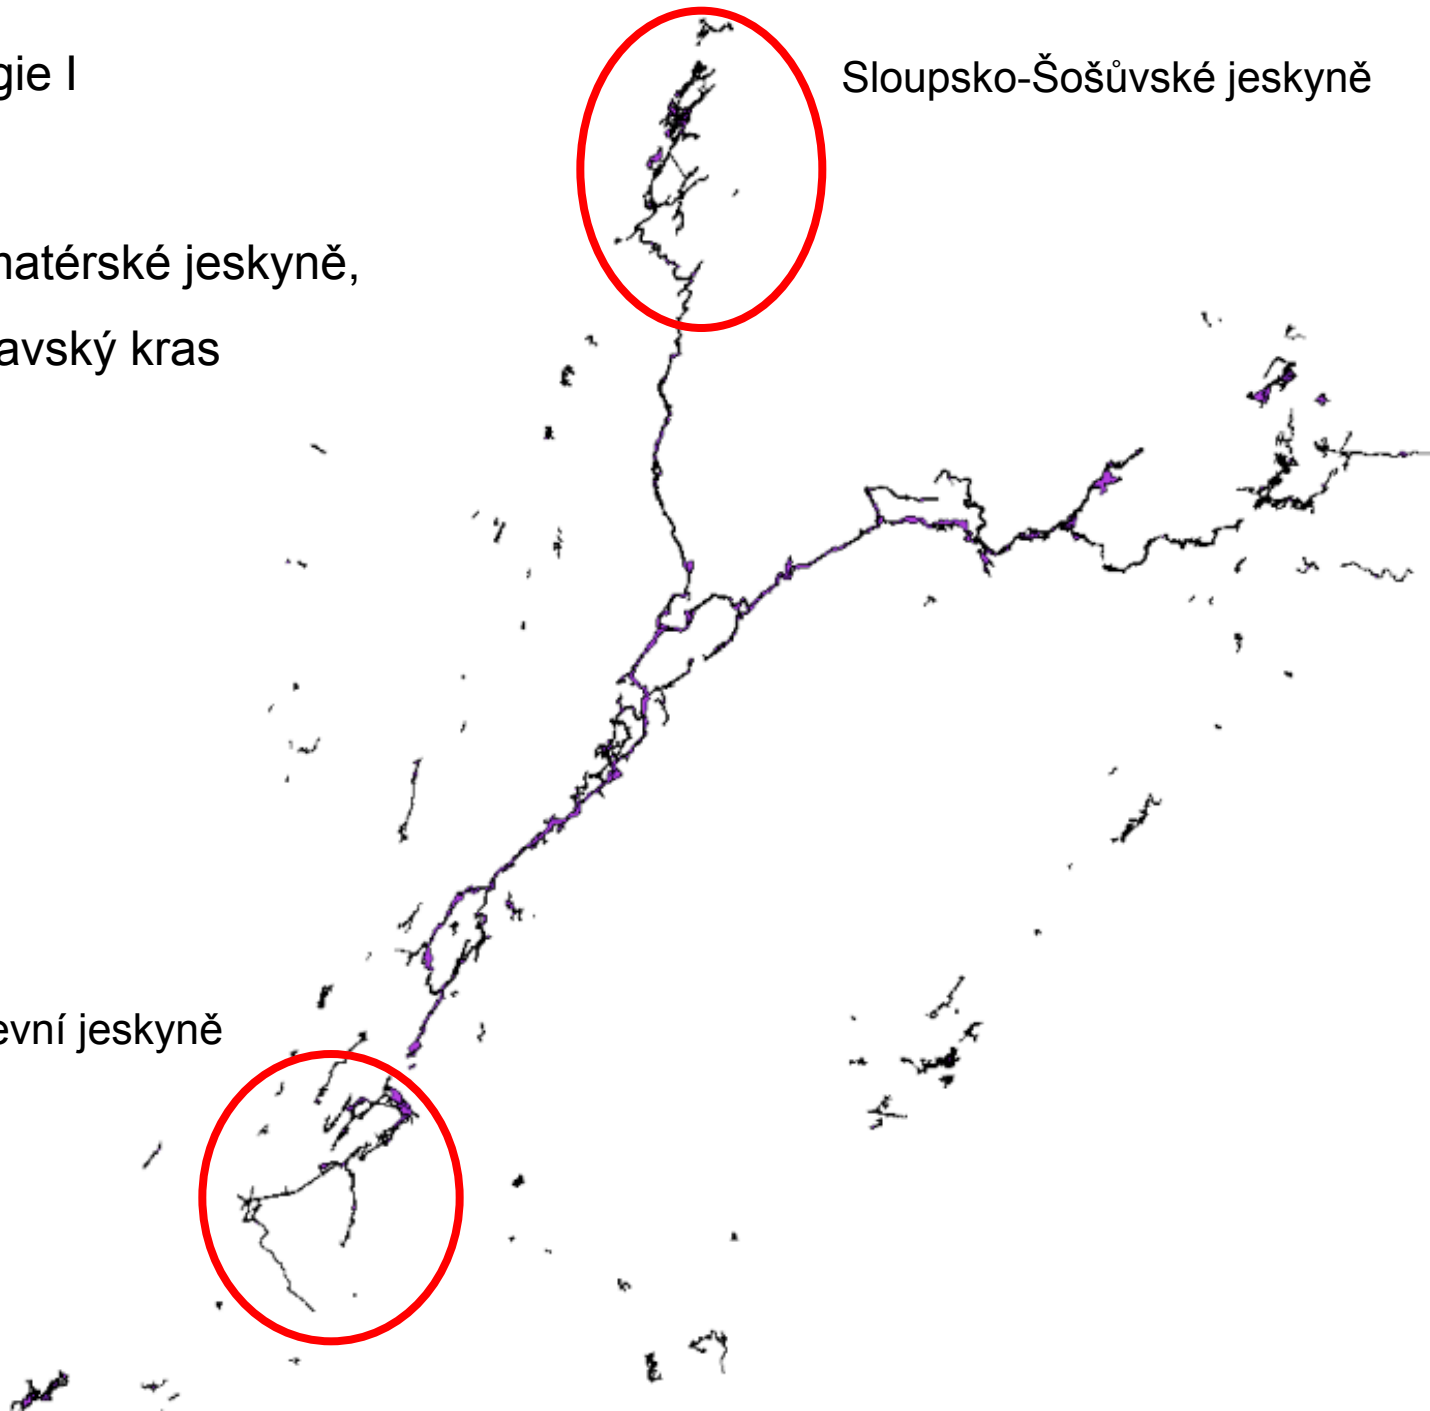 gie I
Sloupsko-Šošůvské jeskyně
natérské jeskyně,
avský kras
evní jeskyně